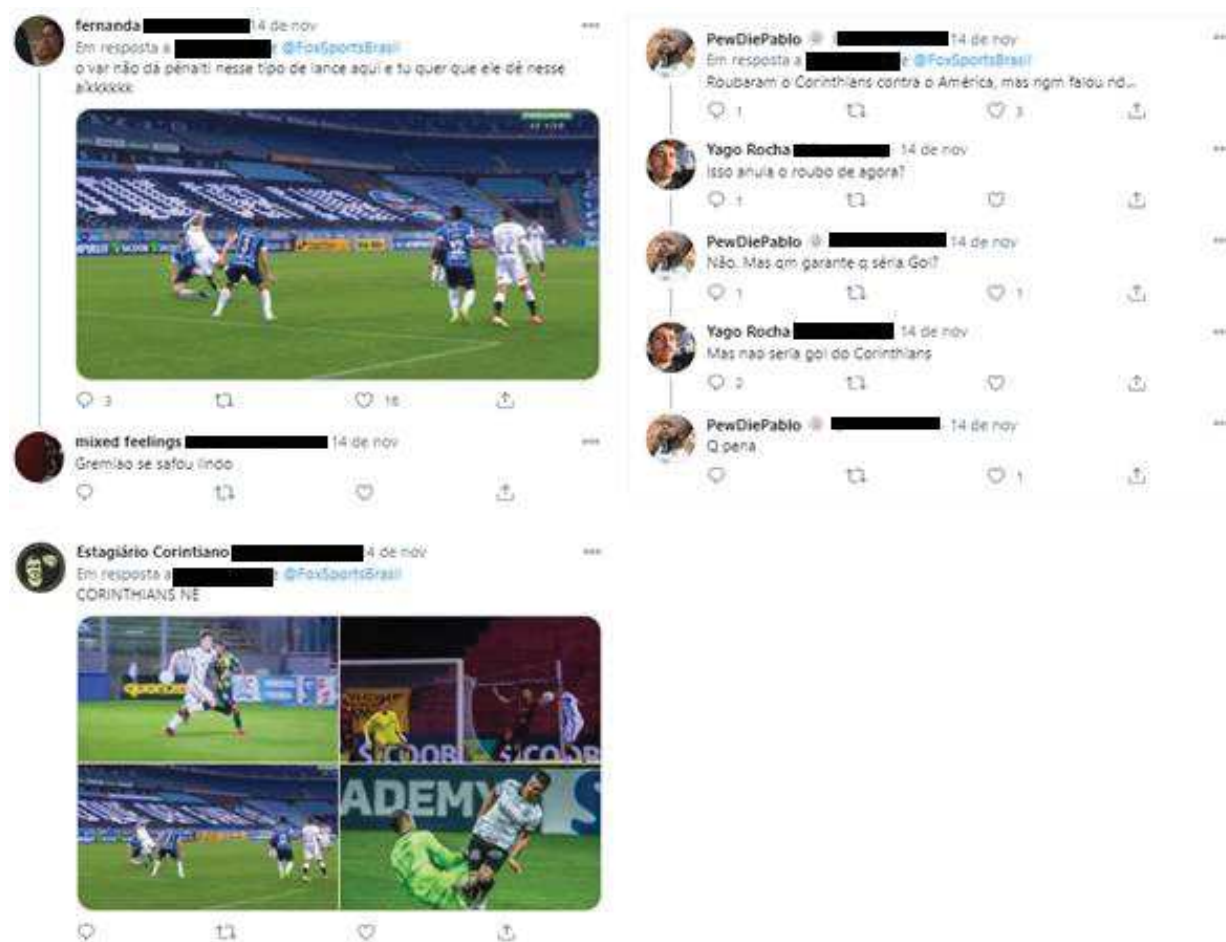 fernanda 14 de nov
Em resposta a e @FoxSportsBrasil
o var não dá pênalti nesse tipo de lance aqui e tu quer que ele dê nesse
3 16
mixed feelings 14 de nov
Gremiao se safou lindo
Estagiário Corintiano 4 de nov
Em resposta a e @FoxSportsBrasil
CORINTHIANS NÉ
SICOOB SICOOB
ADEMY
PewDiePablo 14 de nov
Em resposta a e @FoxSportsBrasil
Roubaram o Corinthians contra o América, mas ngm falou nd...
1 3
Yago Rocha 14 de nov
Isso anula o roubo de agora?
1
PewDiePablo 14 de nov
Não. Mas qm garante q séria Gol?
1 1
Yago Rocha 14 de nov
Mas nao seria gol do Corinthians
2
PewDiePablo 14 de nov
Q pena
1